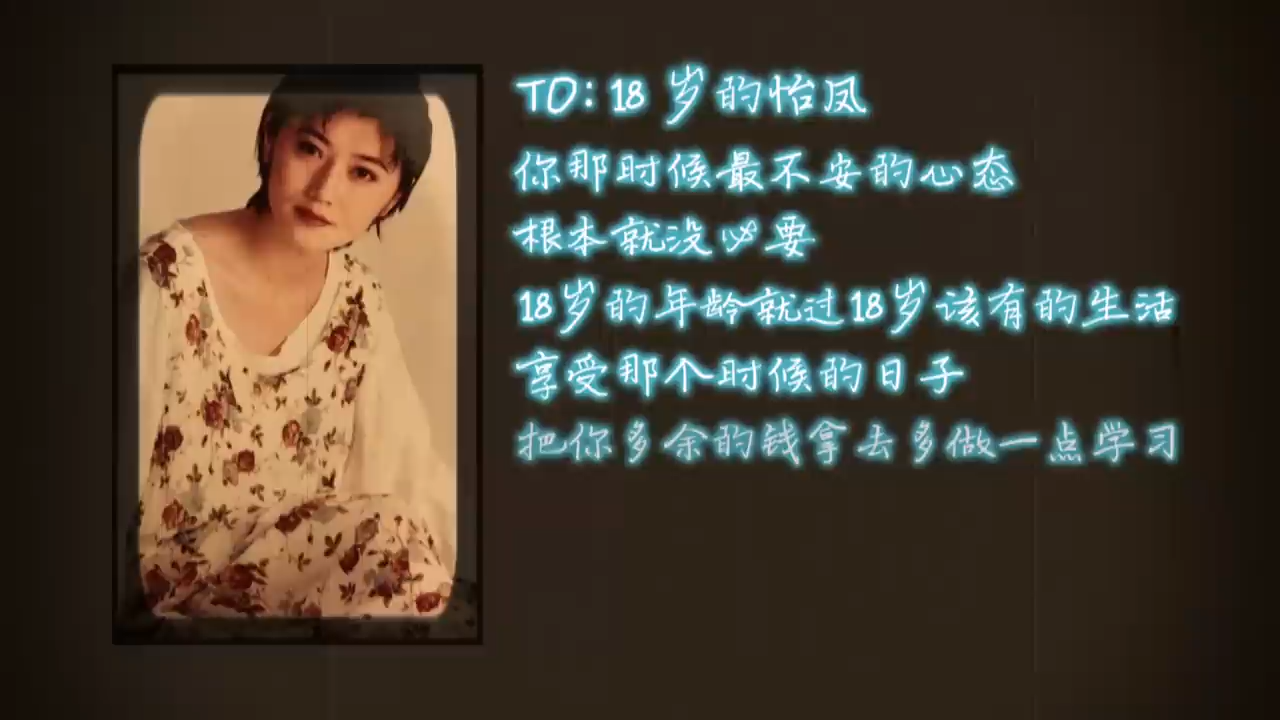 TO: 18岁的怡凤
你那时候最不安的心态
根本就没必要
18岁的年龄就过18岁该有的生活
享受那个时候的日子
把你多余的钱拿去多做一点学习